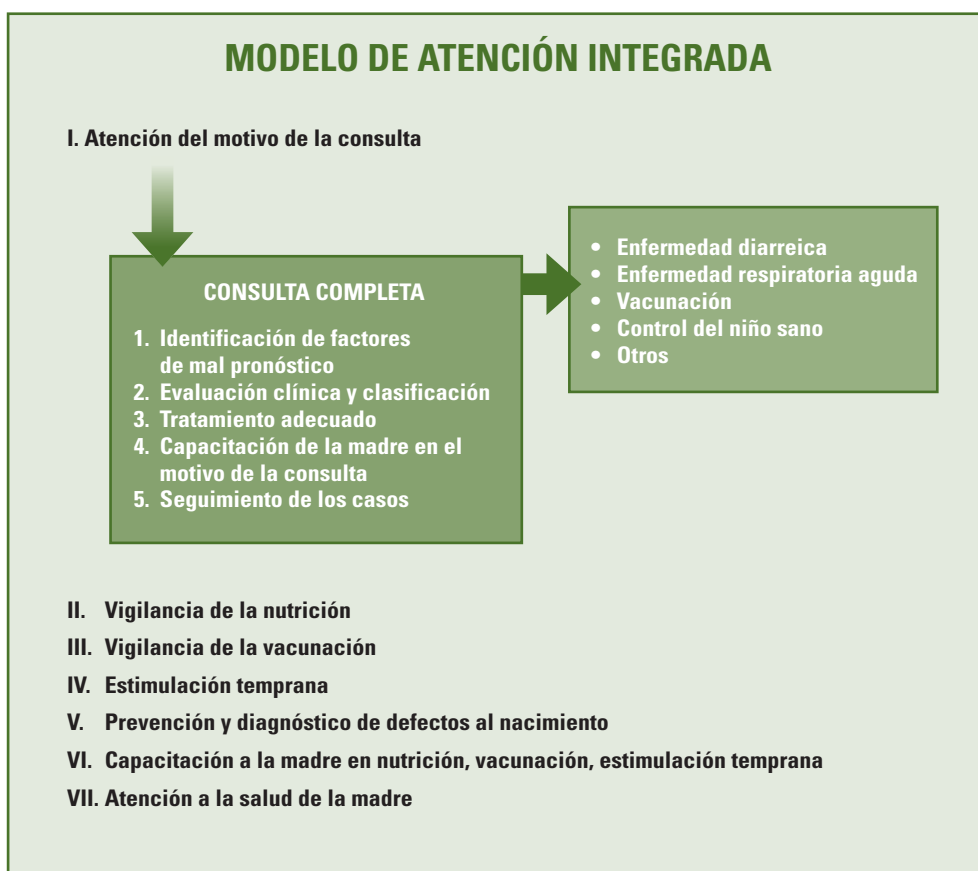 MODELO DE ATENCIÓN INTEGRADA
I. Atención del motivo de la consulta
CONSULTA COMPLETA
1. Identificación de factores
de mal pronóstico
2. Evaluación clínica y clasificación
3. Tratamiento adecuado
4. Capacitación de la madre en el
motivo de la consulta
5. Seguimiento de los casos
• Enfermedad diarreica
• Enfermedad respiratoria aguda
• Vacunación
• Control del niño sano
• Otros
II. Vigilancia de la nutrición
III. Vigilancia de la vacunación
IV. Estimulación temprana
V. Prevención y diagnóstico de defectos al nacimiento
VI. Capacitación a la madre en nutrición, vacunación, estimulación temprana
VII. Atención a la salud de la madre